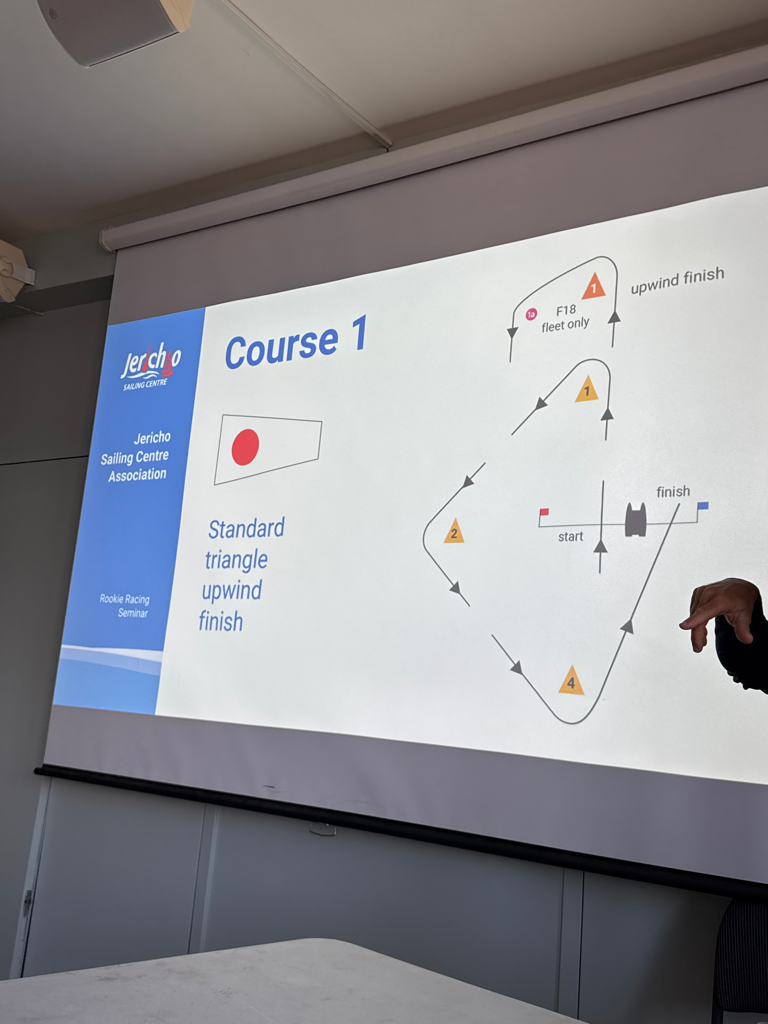 Jericho
SAILING CENTRE
Jericho
Sailing Centre
Association
Rookie Racing
Seminar
Course 1
Standard
triangle
upwind
finish
1
upwind finish
1a
F18
fleet only
1
2
finish
start
4